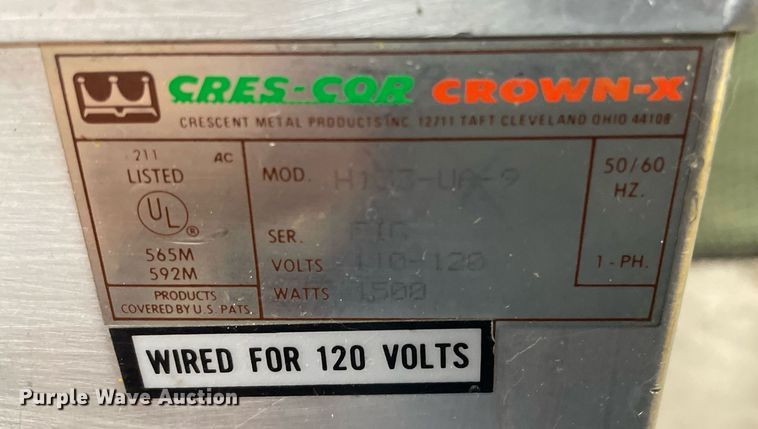 CRES-COR CROWN-X
CRESCENT METAL PRODUCTS INC. 12711 TAFT CLEVELAND OHIO 44108
211 AC
LISTED
UL ®
565M
592M
PRODUCTS
COVERED BY U.S. PATS.
MOD.
SER.
VOLTS 110-120
WATTS 1500
50/60
HZ.
1-PH.
WIRED FOR 120 VOLTS
Purple Wave Auction